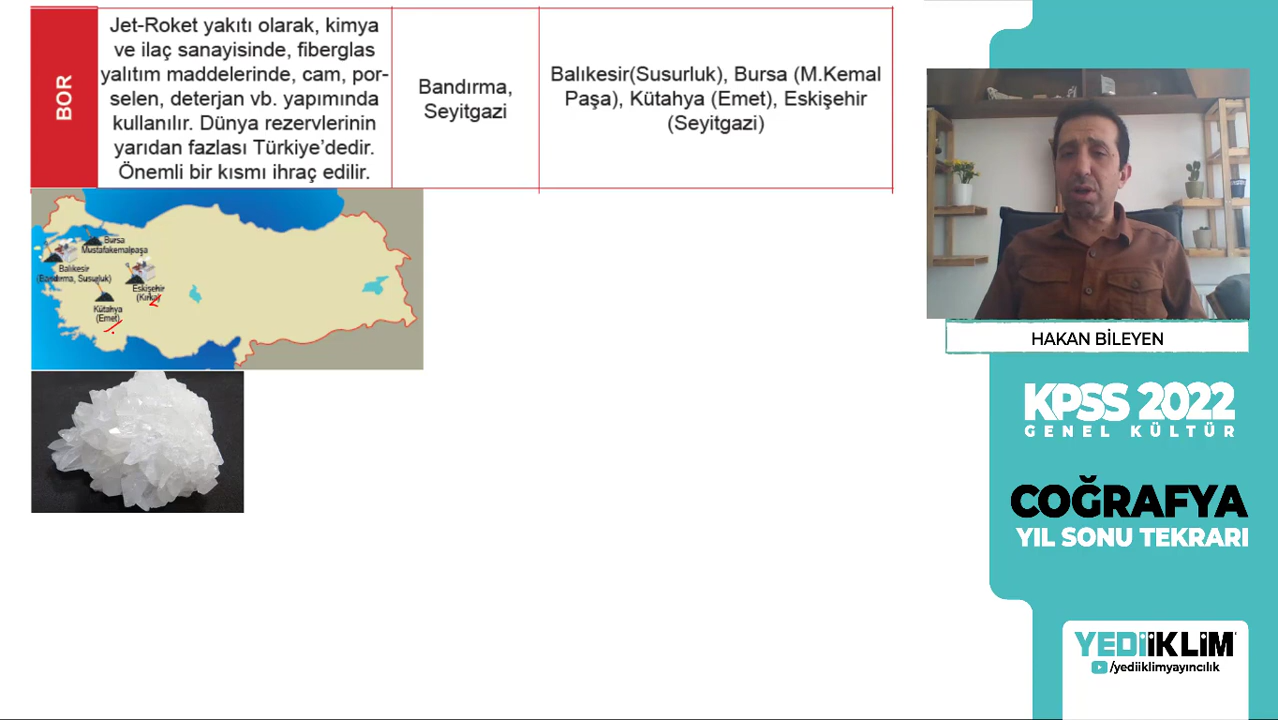 BOR
Jet-Roket yakıtı olarak, kimya
ve ilaç sanayisinde, fiberglas
yalıtım maddelerinde, cam, por-
selen, deterjan vb. yapımında
kullanılır. Dünya rezervlerinin
yarıdan fazlası Türkiye’dedir.
Önemli bir kısmı ihraç edilir.
Bandırma,
Seyitgazi
Balıkesir(Susurluk), Bursa (M.Kemal
Paşa), Kütahya (Emet), Eskişehir
(Seyitgazi)
Bursa
Mustafakemalpaşa
Balıkesir
(Bandırma, Susurluk)
Eskişehir
(Kırka)
Kütahya
(Emet)
HAKAN BİLEYEN
KPSS 2022
GENEL KÜLTÜR
COĞRAFYA
YIL SONU TEKRARI
YEDİİKLİM
/yediiklimyayıncılık